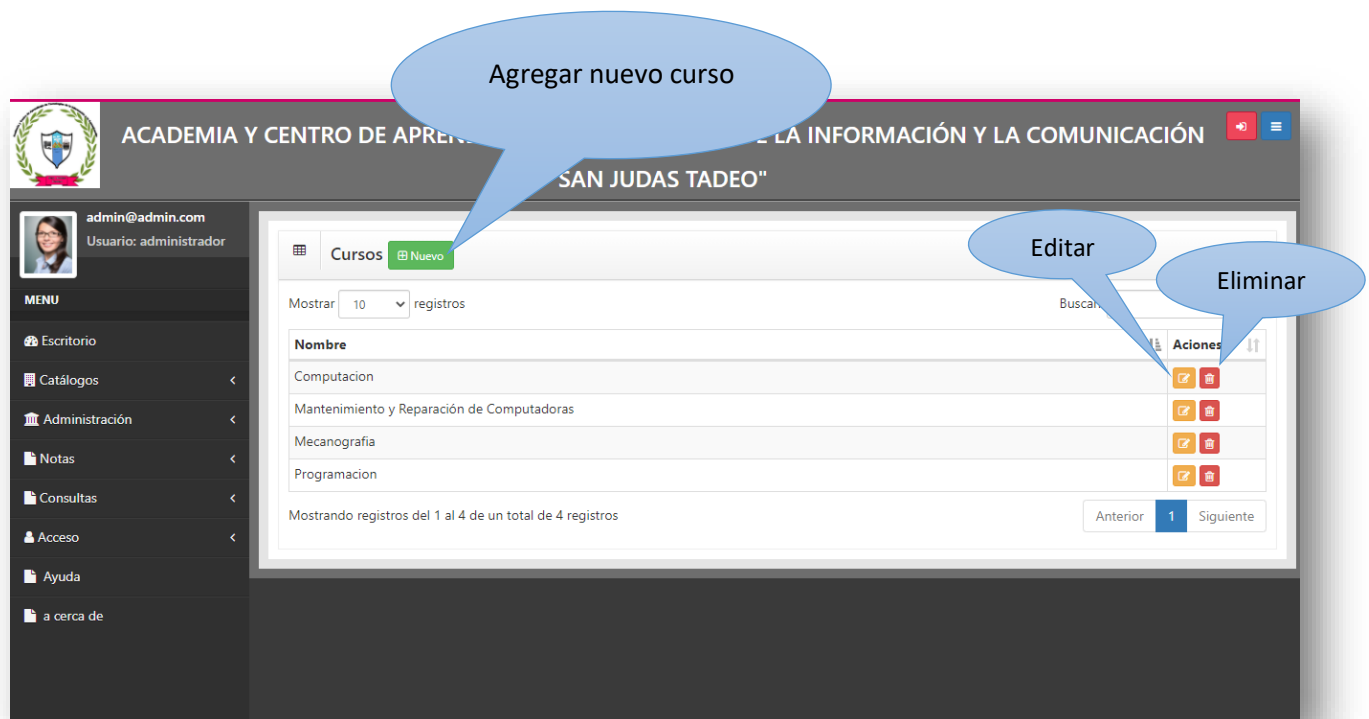 Agregar nuevo curso
ACADEMIA Y CENTRO DE LA INFORMACIÓN Y LA COMUNICACIÓN
SAN JUDAS TADEO"
admin@admin.com
Usuario: administrador
MENU
Escritorio
Catálogos
Administración
Notas
Consultas
Acceso
Ayuda
a cerca de
Cursos Nuevo
Editar
Eliminar
Mostrar 10 registros
Buscar
Nombre Aciones
Computacion
Mantenimiento y Reparación de Computadoras
Mecanografia
Programacion
Mostrando registros del 1 al 4 de un total de 4 registros
Anterior 1 Siguiente